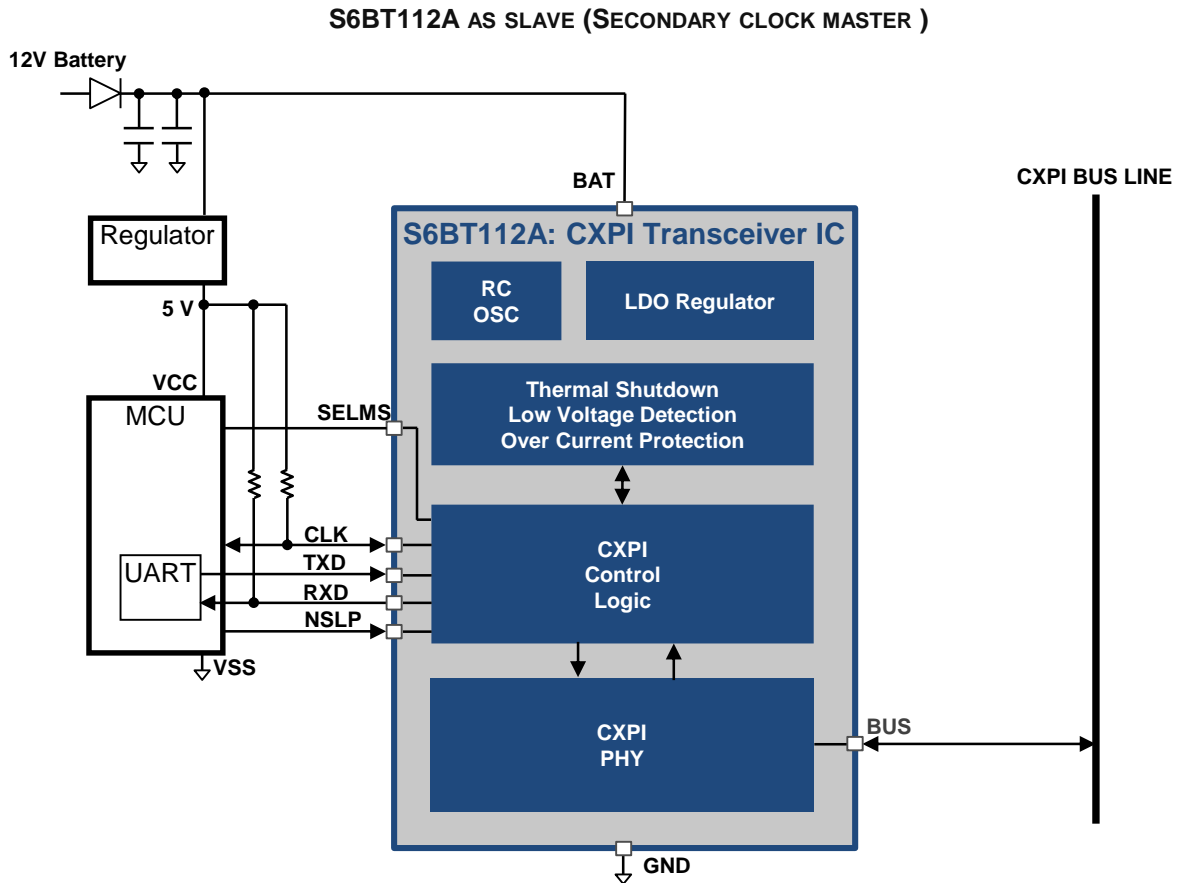 S6BT112A AS SLAVE (SECONDARY CLOCK MASTER )
12V Battery
BAT
CXPI BUS LINE
Regulator
S6BT112A: CXPI Transceiver IC
RC
OSC
LDO Regulator
5 V
VCC
MCU
SELMS
Thermal Shutdown
Low Voltage Detection
Over Current Protection
CLK
UART
TXD
RXD
NSLP
CXPI
Control
Logic
VSS
CXPI
PHY
BUS
GND